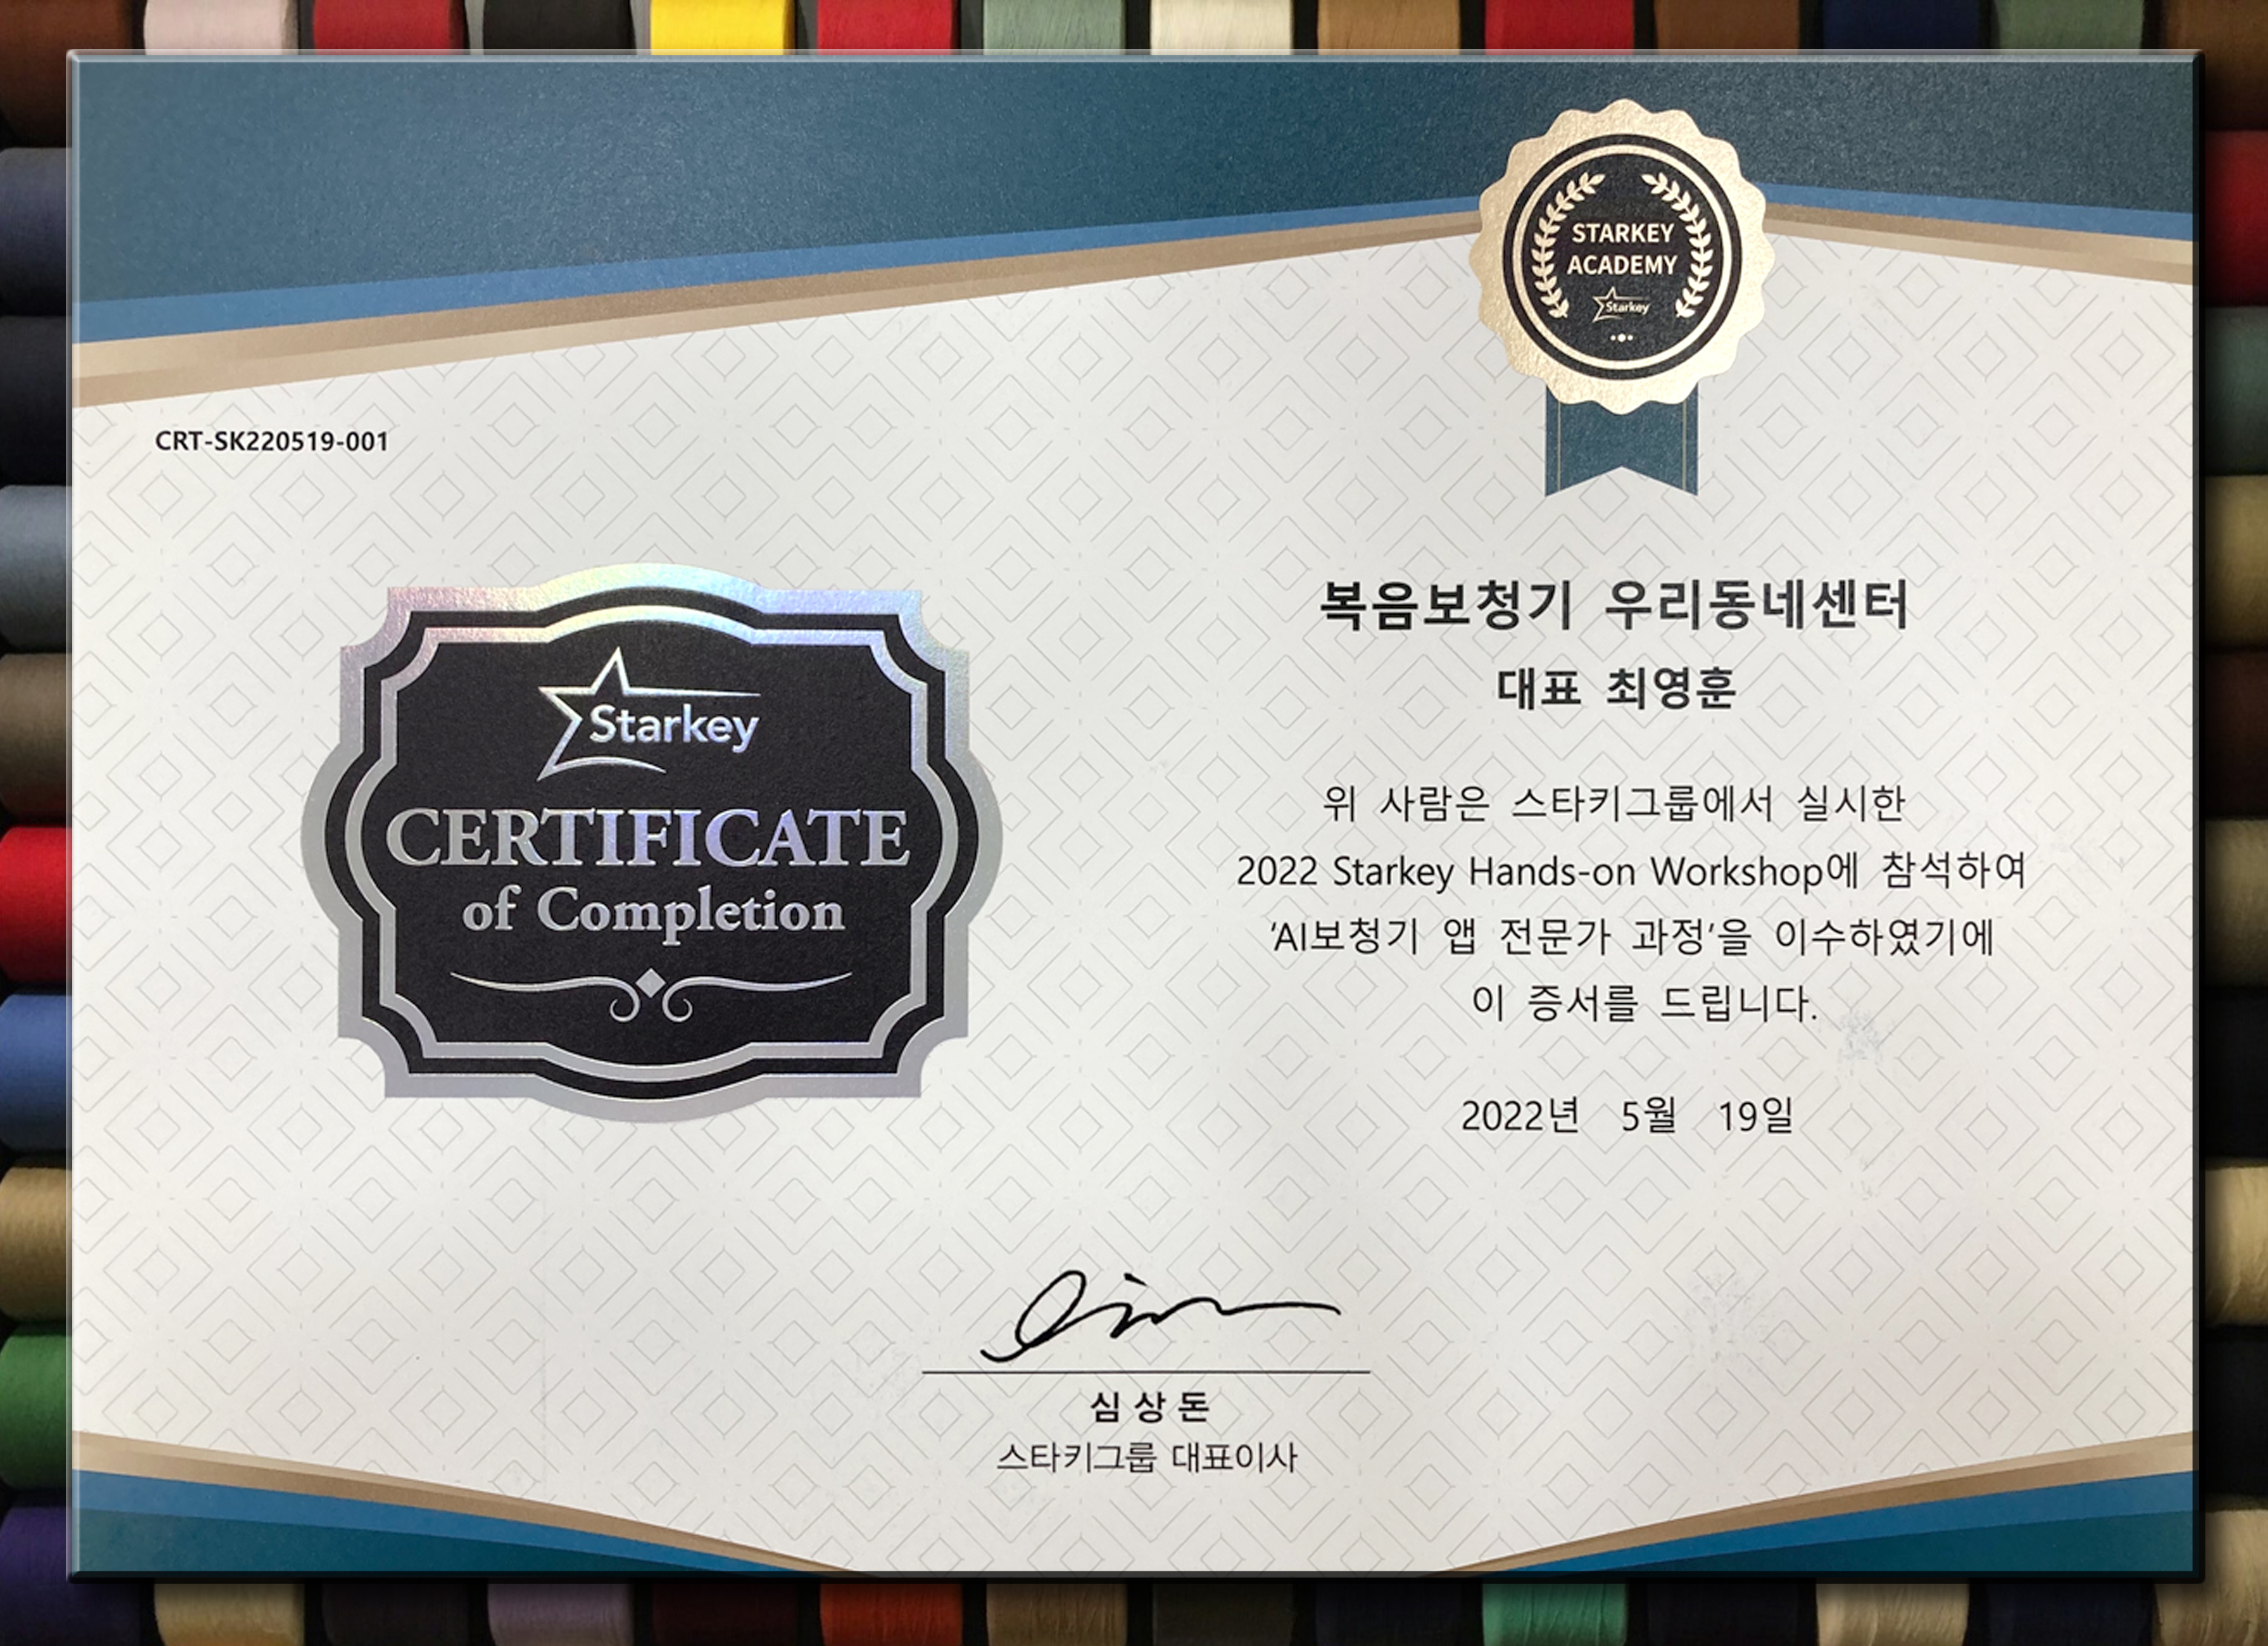 STARKEY
ACADEMY
Starkey
CRT-SK220519-001
Starkey
CERTIFICATE
of Completion
복음보청기 우리동네센터
대표 최영훈
위 사람은 스타키그룹에서 실시한
2022 Starkey Hands-on Workshop에 참석하여
'AI보청기 앱 전문가 과정'을 이수하였기에
이 증서를 드립니다.
2022년 5월 19일
심상돈
스타키그룹 대표이사